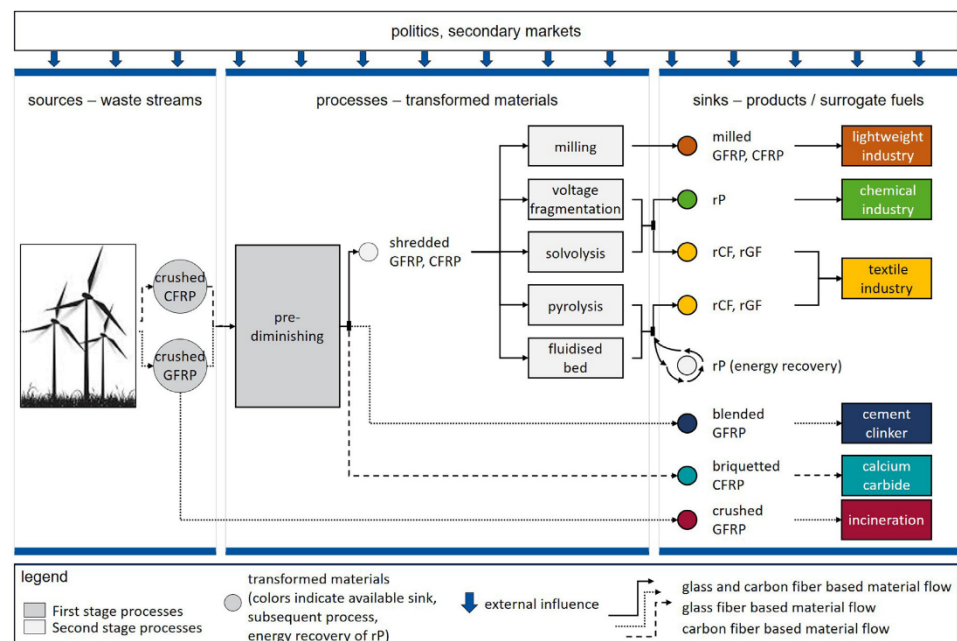 politics, secondary markets
sources – waste streams
processes – transformed materials
sinks – products / surrogate fuels
crushed
CFRP
crushed
GFRP
pre-
diminishing
shredded
GFRP, CFRP
milling
voltage
fragmentation
solvolysis
pyrolysis
fluidised
bed
milled
GFRP, CFRP
rP
rCF, rGF
rCF, rGF
rP (energy recovery)
blended
GFRP
briquetted
CFRP
crushed
GFRP
lightweight
industry
chemical
industry
textile
industry
cement
clinker
calcium
carbide
incineration
legend
First stage processes
Second stage processes
transformed materials
(colors indicate available sink,
subsequent process,
energy recovery of rP)
external influence
glass and carbon fiber based material flow
glass fiber based material flow
carbon fiber based material flow